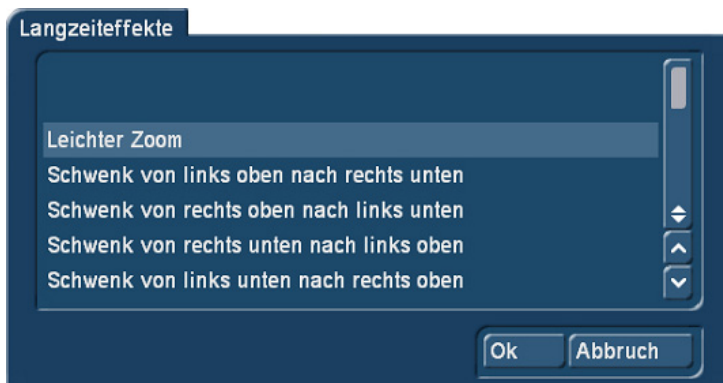 Langzeiteffekte
Leichter Zoom
Schwenk von links oben nach rechts unten
Schwenk von rechts oben nach links unten
Schwenk von rechts unten nach links oben
Schwenk von links unten nach rechts oben
Ok Abbruch